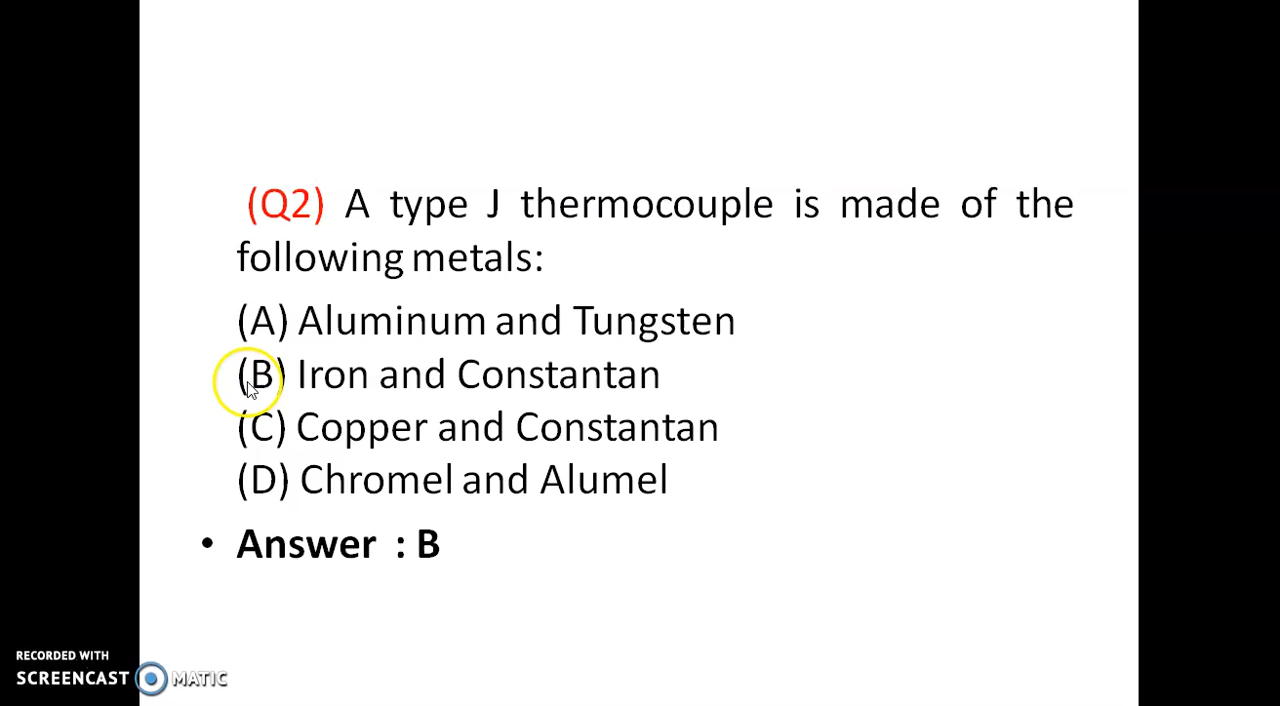 (Q2) A type J thermocouple is made of the
following metals:
(A) Aluminum and Tungsten
(B) Iron and Constantan
(C) Copper and Constantan
(D) Chromel and Alumel
• Answer : B
RECORDED WITH
SCREENCAST MATIC